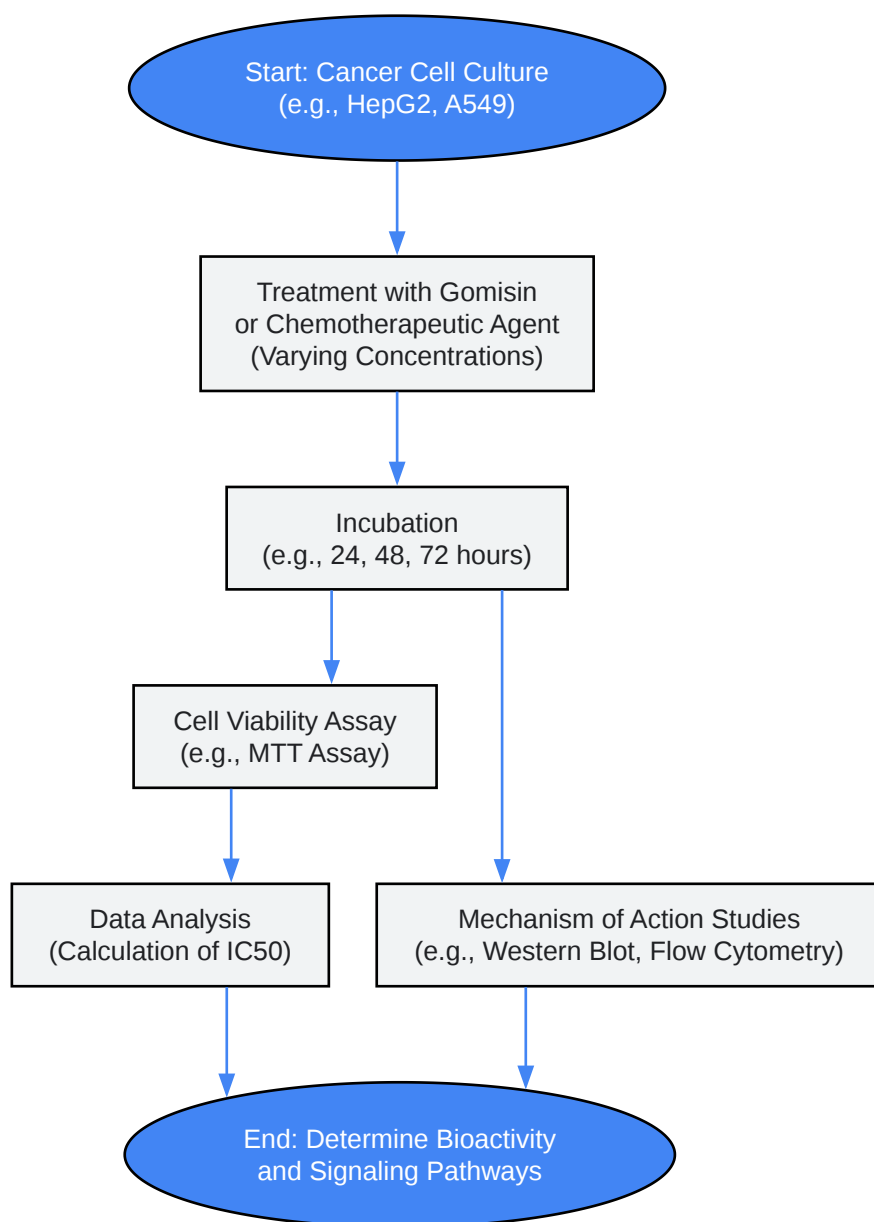 Start: Cancer Cell Culture
(e.g., HepG2, A549)
Treatment with Gomisin
or Chemotherapeutic Agent
(Varying Concentrations)
Incubation
(e.g., 24, 48, 72 hours)
Cell Viability Assay
(e.g., MTT Assay)
Data Analysis
(Calculation of IC50)
Mechanism of Action Studies
(e.g., Western Blot, Flow Cytometry)
End: Determine Bioactivity
and Signaling Pathways